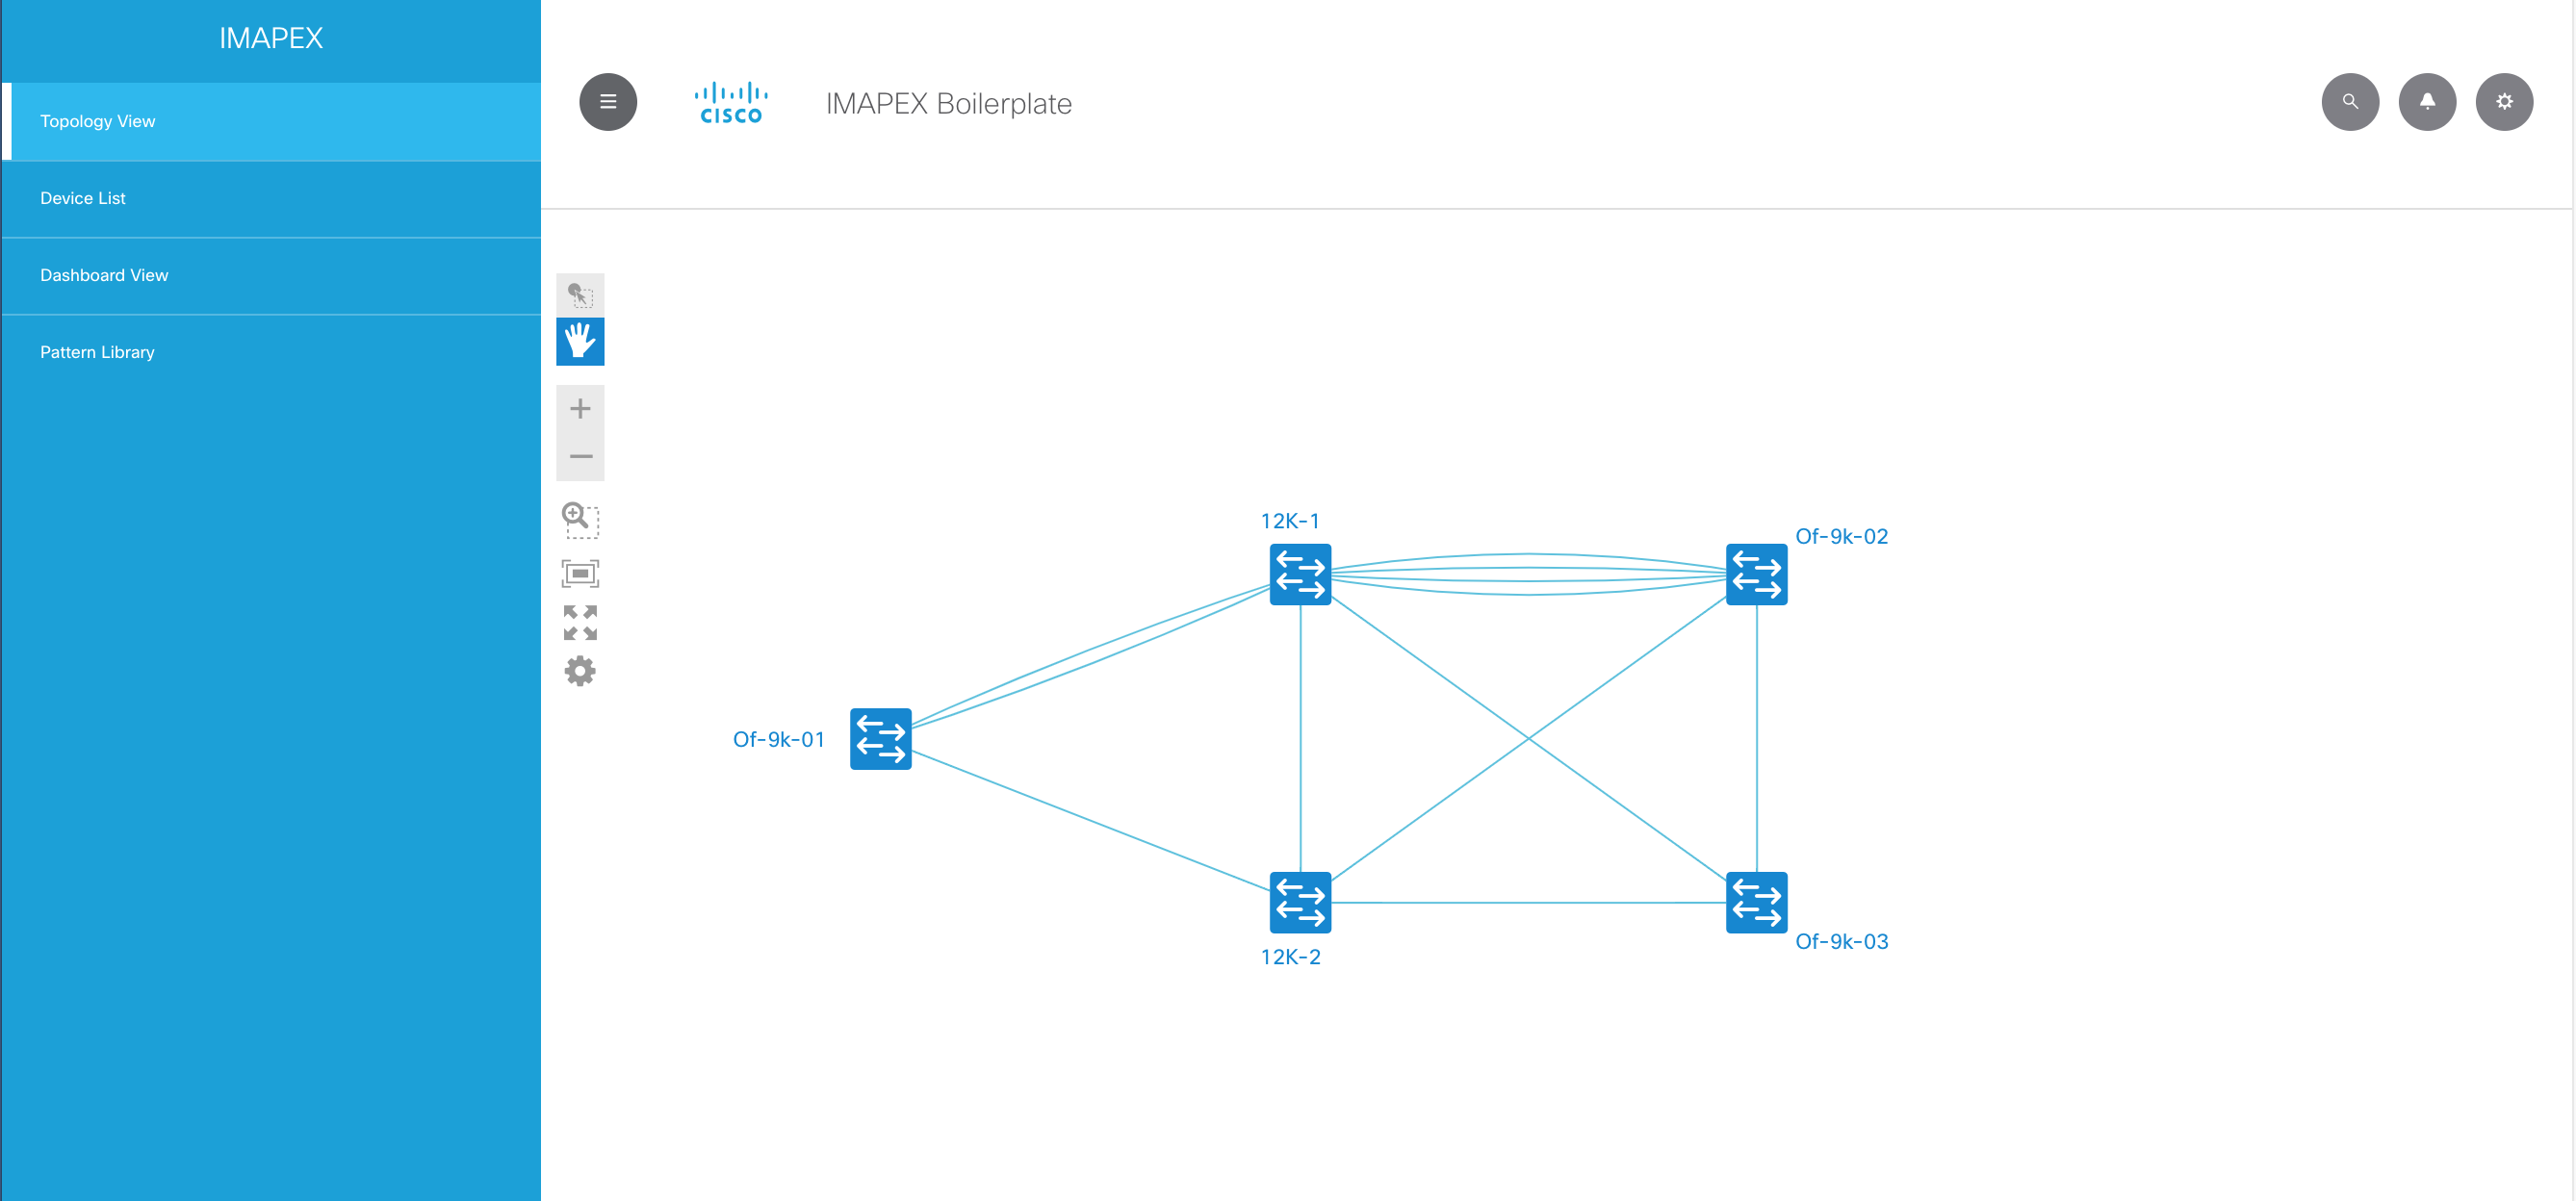 IMAPEX
Topology View
Device List
Dashboard View
Pattern Library
CISCO
IMAPEX Boilerplate
12K-1
Of-9k-02
Of-9k-01
12K-2
Of-9k-03